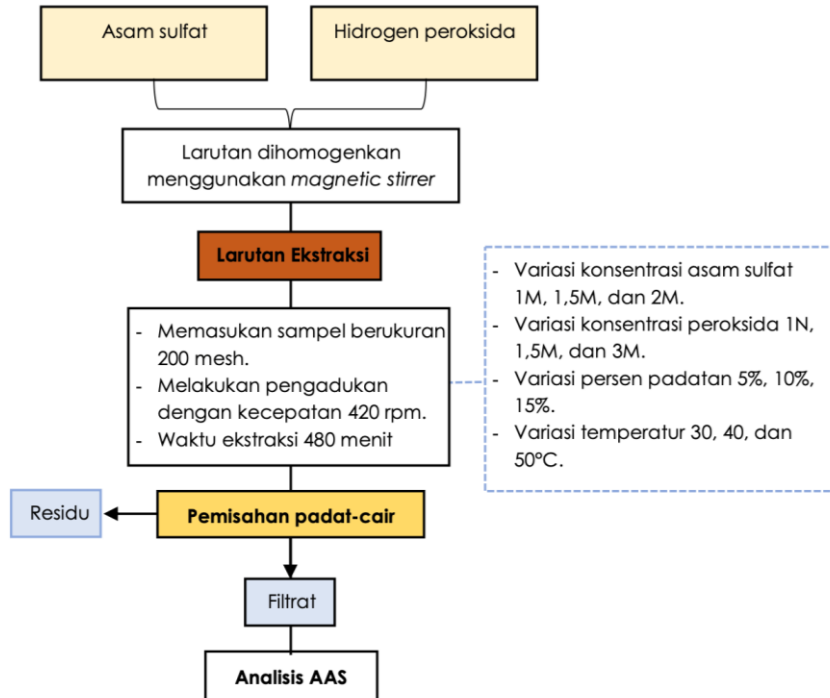 Asam sulfat
Hidrogen peroksida
Larutan dihomogenkan
menggunakan magnetic stirrer
Larutan Ekstraksi
- Memasukan sampel berukuran
200 mesh.
- Melakukan pengadukan
dengan kecepatan 420 rpm.
- Waktu ekstraksi 480 menit
- Variasi konsentrasi asam sulfat
1M, 1,5M, dan 2M.
- Variasi konsentrasi peroksida 1N,
1,5M, dan 3M.
- Variasi persen padatan 5%, 10%,
15%.
- Variasi temperatur 30, 40, dan
50°C.
Residu
Pemisahan padat-cair
Filtrat
Analisis AAS